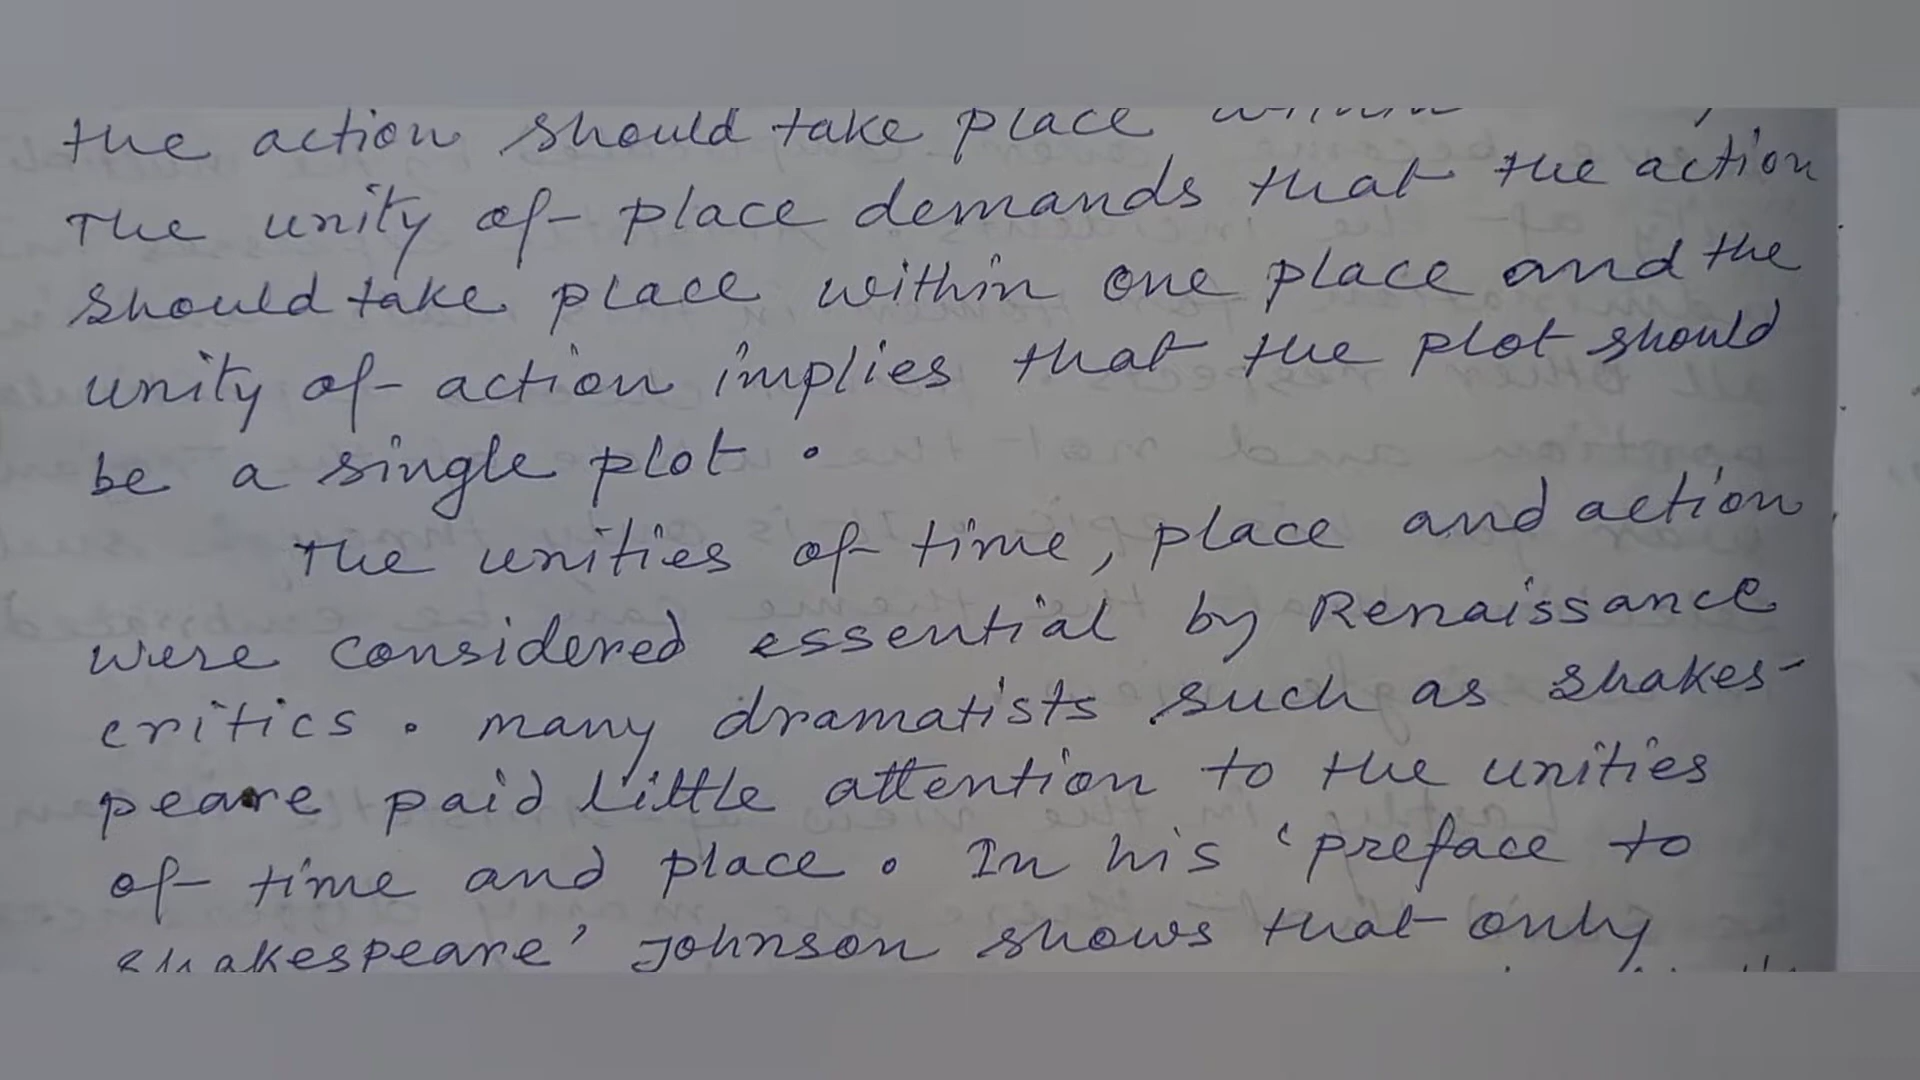 the action should take place within
The unity of place demands that the action
should take place within one place and the
unity of action implies that the plot should
be a single plot.
The unities of time, place and action
were considered essential by Renaissance
critics. many dramatists such as shakes-
peare paid little attention to the unities
of time and place. In his 'preface to
shakespeare' Johnson shows that only